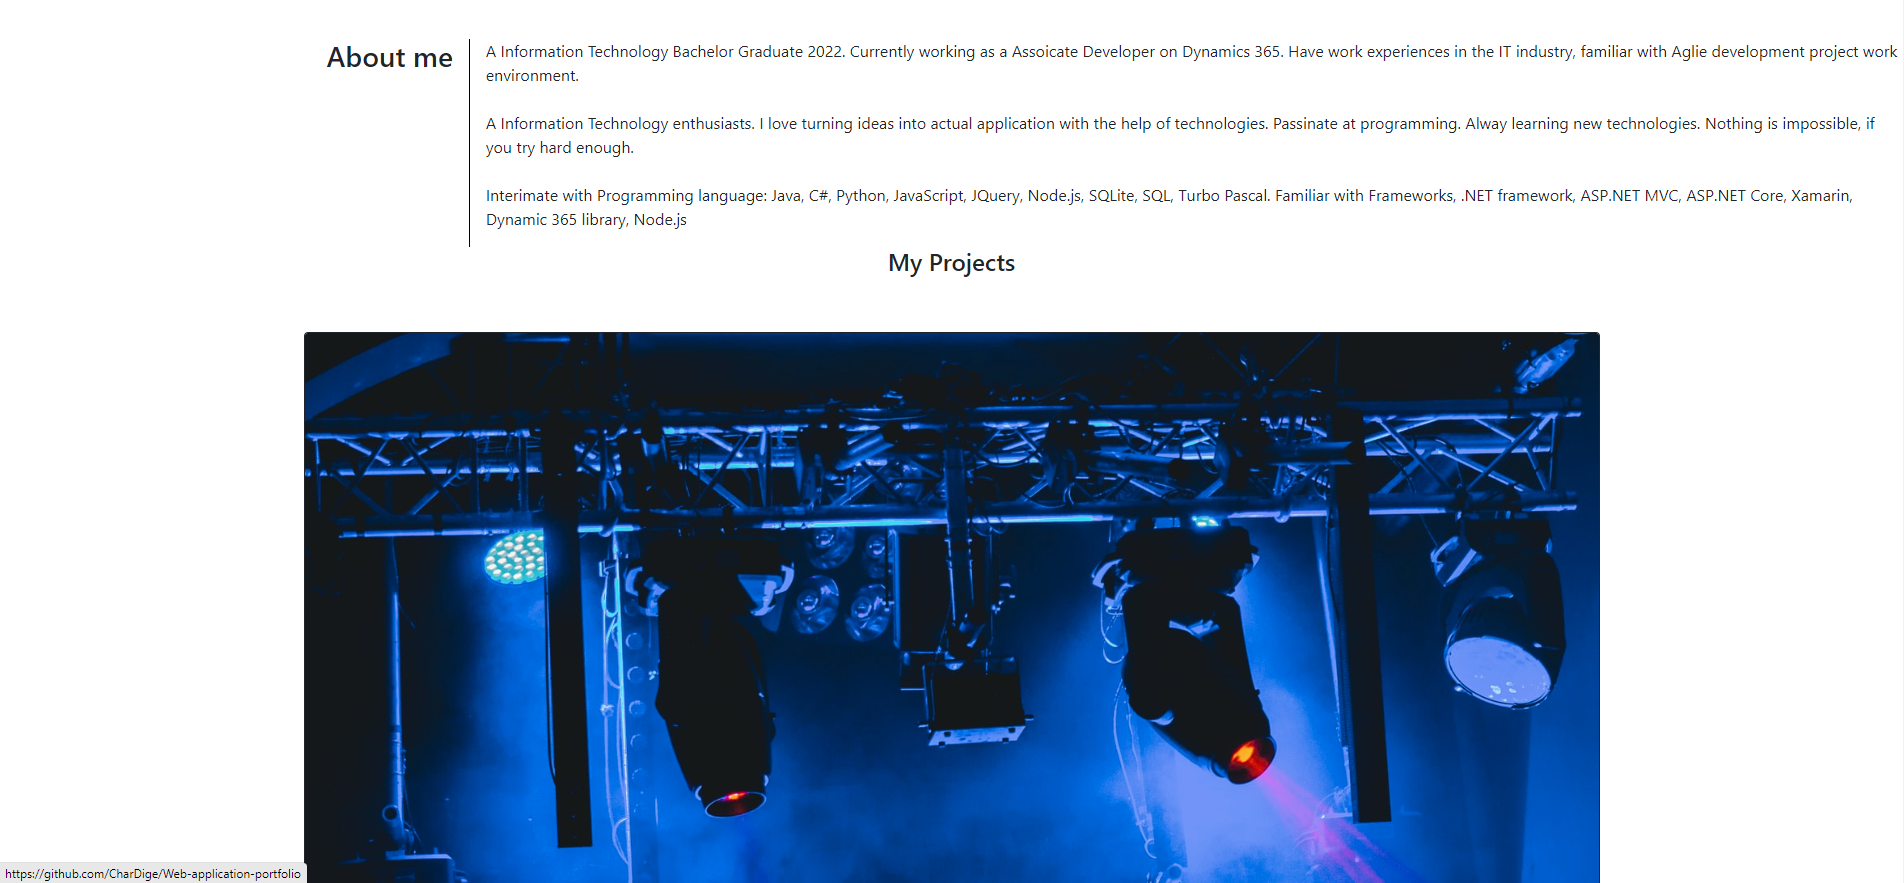 About me
A Information Technology Bachelor Graduate 2022. Currently working as a Assoicate Developer on Dynamics 365. Have work experiences in the IT industry, familiar with Aglie development project work
environment.
A Information Technology enthusiasts. I love turning ideas into actual application with the help of technologies. Passinate at programming. Alway learning new technologies. Nothing is impossible, if
you try hard enough.
Interimate with Programming language: Java, C#, Python, JavaScript, JQuery, Node.js, SQLite, SQL, Turbo Pascal. Familiar with Frameworks, .NET framework, ASP.NET MVC, ASP.NET Core, Xamarin,
Dynamic 365 library, Node.js
My Projects
https://github.com/CharDige/Web-application-portfolio